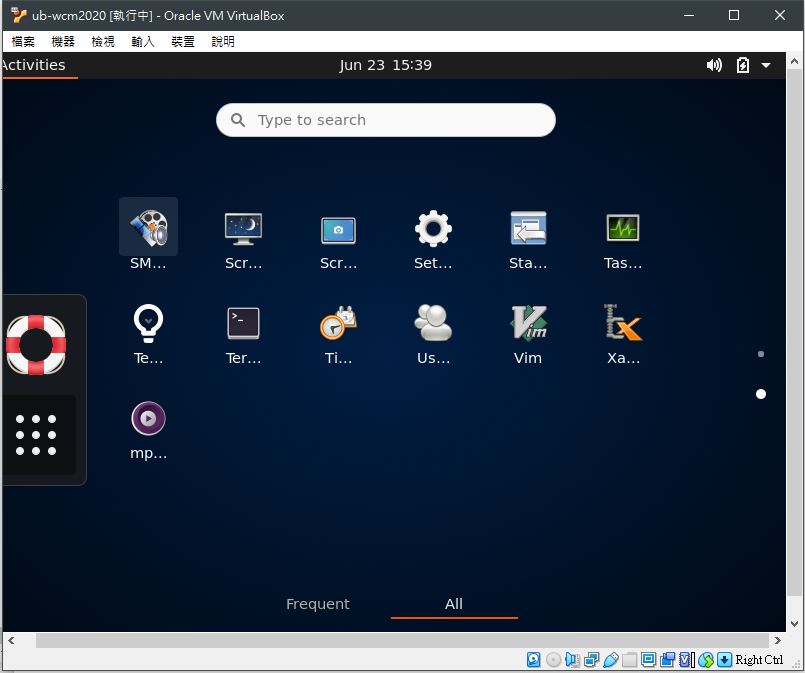 ub-wcm2020 [執行中] - Oracle VM VirtualBox
檔案 機器 檢視 輸入 裝置 說明
Activities
Jun 23 15:39
Type to search
SM... Scr... Scr... Set... Sta... Tas...
Te... Ter... Ti... Us... Vim Xa...
mp...
Frequent All
Right Ctrl